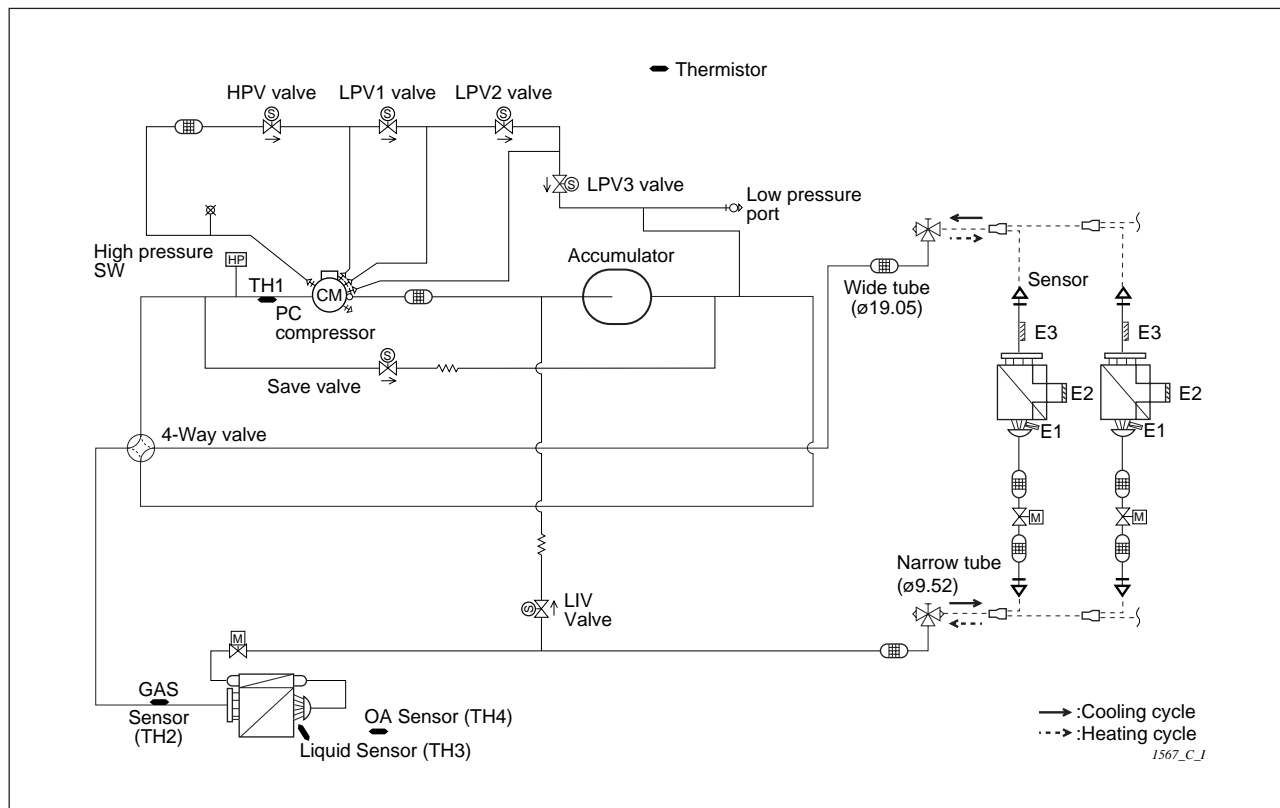 Thermistor
HPV valve
LPV1 valve
LPV2 valve
S
S
S
S
LPV3 valve
Low pressure
port
High pressure
SW
HP
TH1
CM
PC
compressor
Accumulator
Wide tube
(ø19.05)
Sensor
E3
E3
S
Save valve
E2
E2
E1
E1
4-Way valve
M
M
Narrow tube
(ø9.52)
S
LIV
Valve
M
GAS
Sensor
(TH2)
OA Sensor (TH4)
Liquid Sensor (TH3)
:Cooling cycle
:Heating cycle
1567_C_I